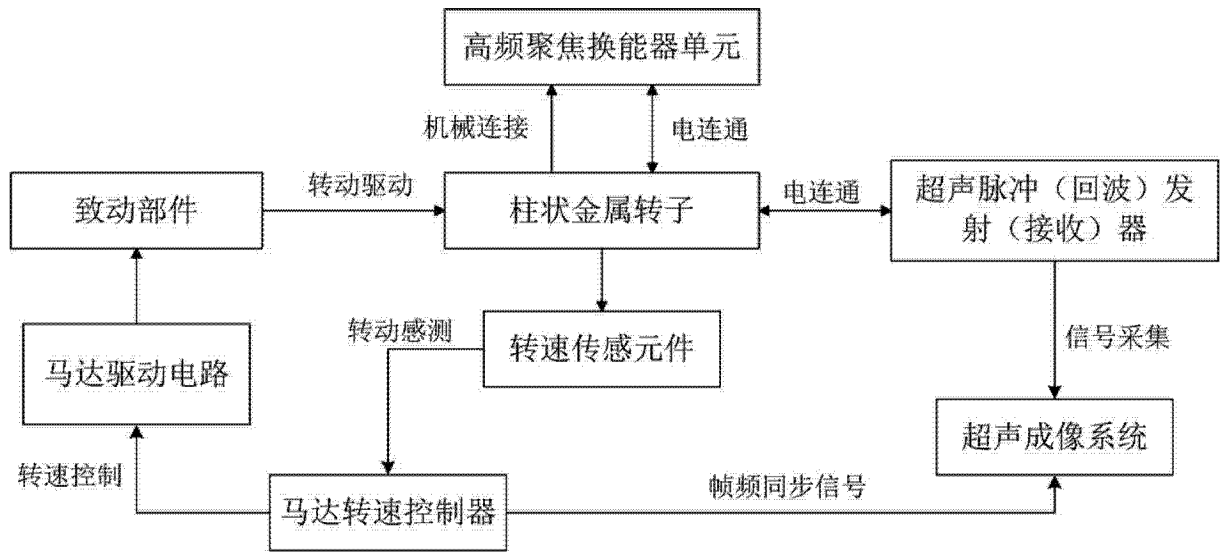 高频聚焦换能器单元
机械连接
电连通
致动部件
转动驱动
柱状金属转子
电连通
超声脉冲（回波）发
射（接收）器
转动感测
转速传感元件
信号采集
马达驱动电路
超声成像系统
转速控制
马达转速控制器
帧频同步信号